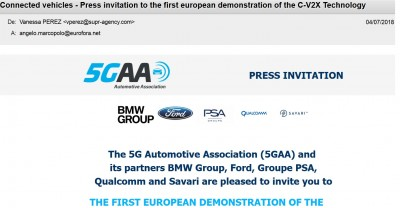 Connected vehicles - Press invitation to the first european demonstration of the C-V2X Technology
De: Vanessa PEREZ <vperez@supr-agency.com> 04/07/2018
A: angelo.marcopolo@eurofora.net
5GAA
Automotive Association
PRESS INVITATION
BMW GROUP Ford PSA GROUPE QUALCOMM SAVARI
The 5G Automotive Association (5GAA) and
its partners BMW Group, Ford, Groupe PSA,
Qualcomm and Savari are pleased to invite you to
THE FIRST EUROPEAN DEMONSTRATION OF THE